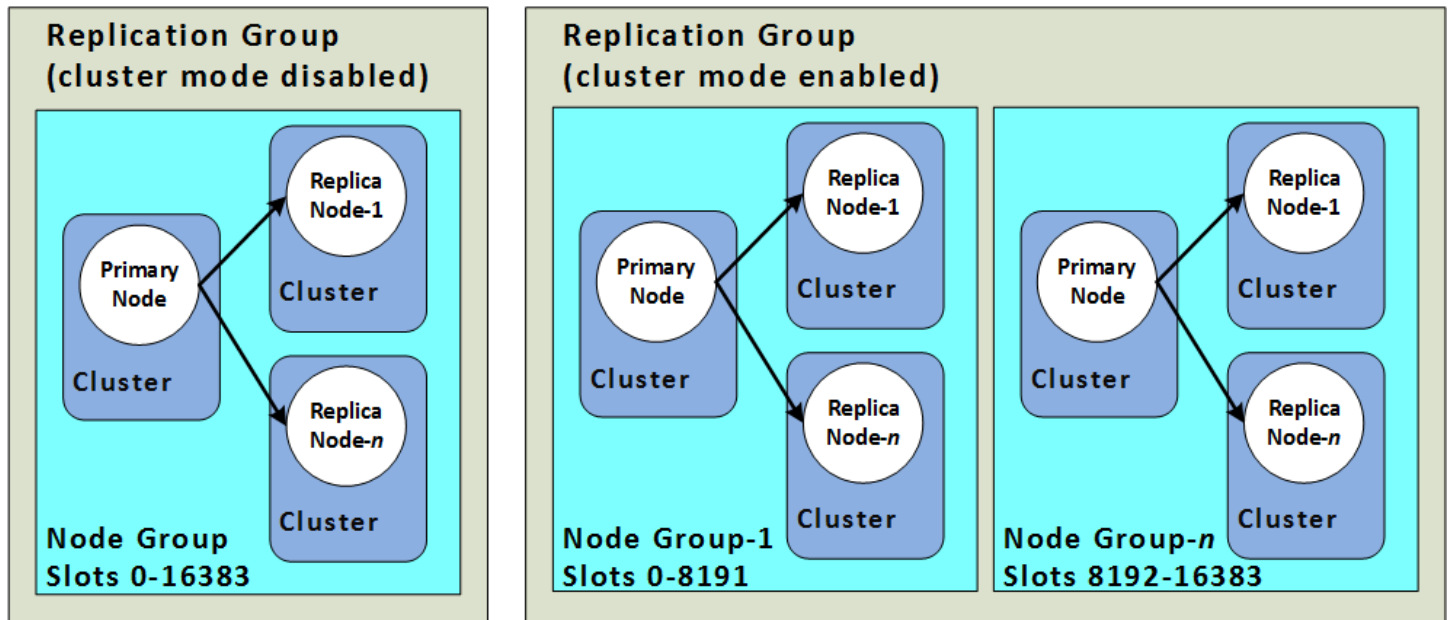 Replication Group
(cluster mode disabled)
Replica
Node-1
Cluster
Primary
Node
Cluster
Replica
Node-n
Cluster
Node Group
Slots 0-16383
Replication Group
(cluster mode enabled)
Replica
Node-1
Cluster
Primary
Node
Cluster
Replica
Node-n
Cluster
Node Group-1
Slots 0-8191
Replica
Node-1
Cluster
Primary
Node
Cluster
Replica
Node-n
Cluster
Node Group-n
Slots 8192-16383